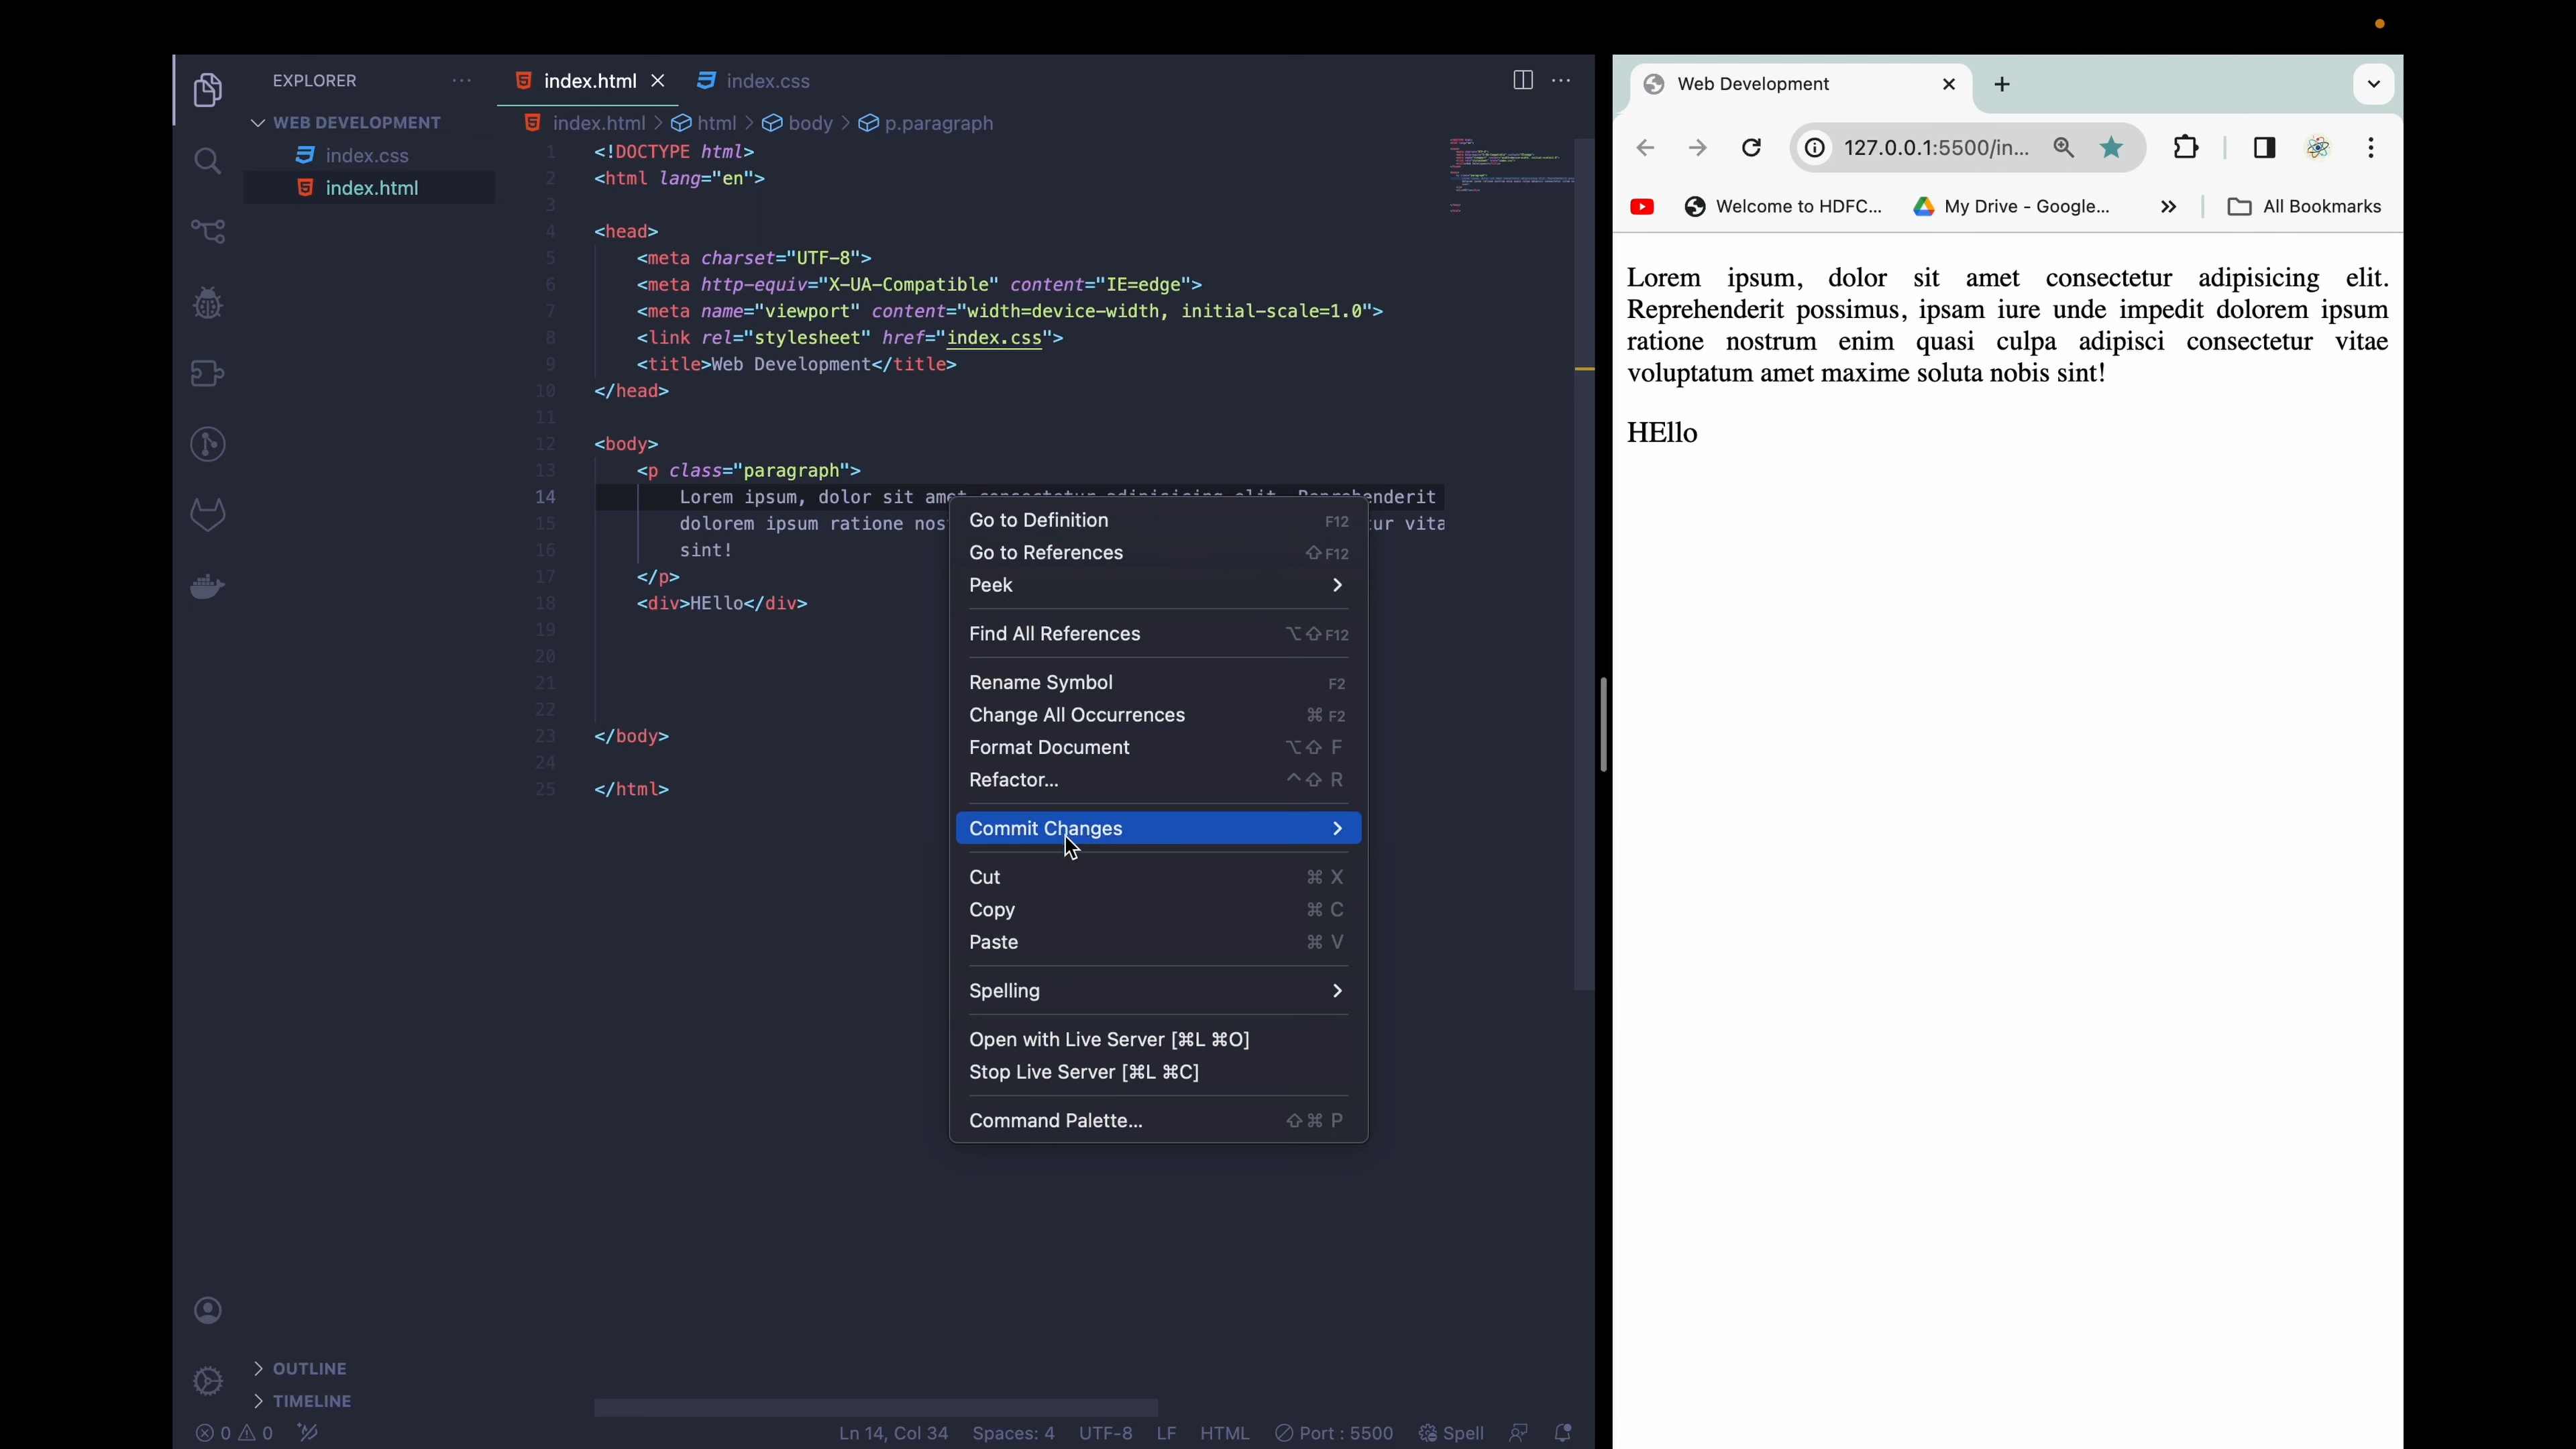 EXPLORER
WEB DEVELOPMENT
index.css
index.html
OUTLINE
TIMELINE
index.html
index.css
index.html > html > body > p.paragraph
1 <!DOCTYPE html>
2 <html lang="en">
3
4 <head>
5 <meta charset="UTF-8">
6 <meta http-equiv="X-UA-Compatible" content="IE=edge">
7 <meta name="viewport" content="width=device-width, initial-scale=1.0">
8 <link rel="stylesheet" href="index.css">
9 <title>Web Development</title>
10 </head>
11
12 <body>
13 <p class="paragraph">
14 Lorem ipsum, dolor sit amet consectetur adipisicing elit. Reprehenderit
15 dolorem ipsum ratione nos ur vita
16 sint!
17 </p>
18 <div>HEllo</div>
19
20
21
22
23 </body>
24
25 </html>
Go to Definition F12
Go to References ⇧F12
Peek
Find All References ⌥⇧F12
Rename Symbol F2
Change All Occurrences ⌘F2
Format Document ⌥⇧F
Refactor... ^⇧R
Commit Changes
Cut ⌘X
Copy ⌘C
Paste ⌘V
Spelling
Open with Live Server [⌘L ⌘O]
Stop Live Server [⌘L ⌘C]
Command Palette... ⇧⌘P
0 0
Ln 14, Col 34 Spaces: 4 UTF-8 LF HTML Port : 5500 Spell
Web Development
127.0.0.1:5500/in...
Welcome to HDFC... My Drive - Google... » All Bookmarks
Lorem ipsum, dolor sit amet consectetur adipisicing elit.
Reprehenderit possimus, ipsam iure unde impedit dolorem ipsum
ratione nostrum enim quasi culpa adipisci consectetur vitae
voluptatum amet maxime soluta nobis sint!
HEllo